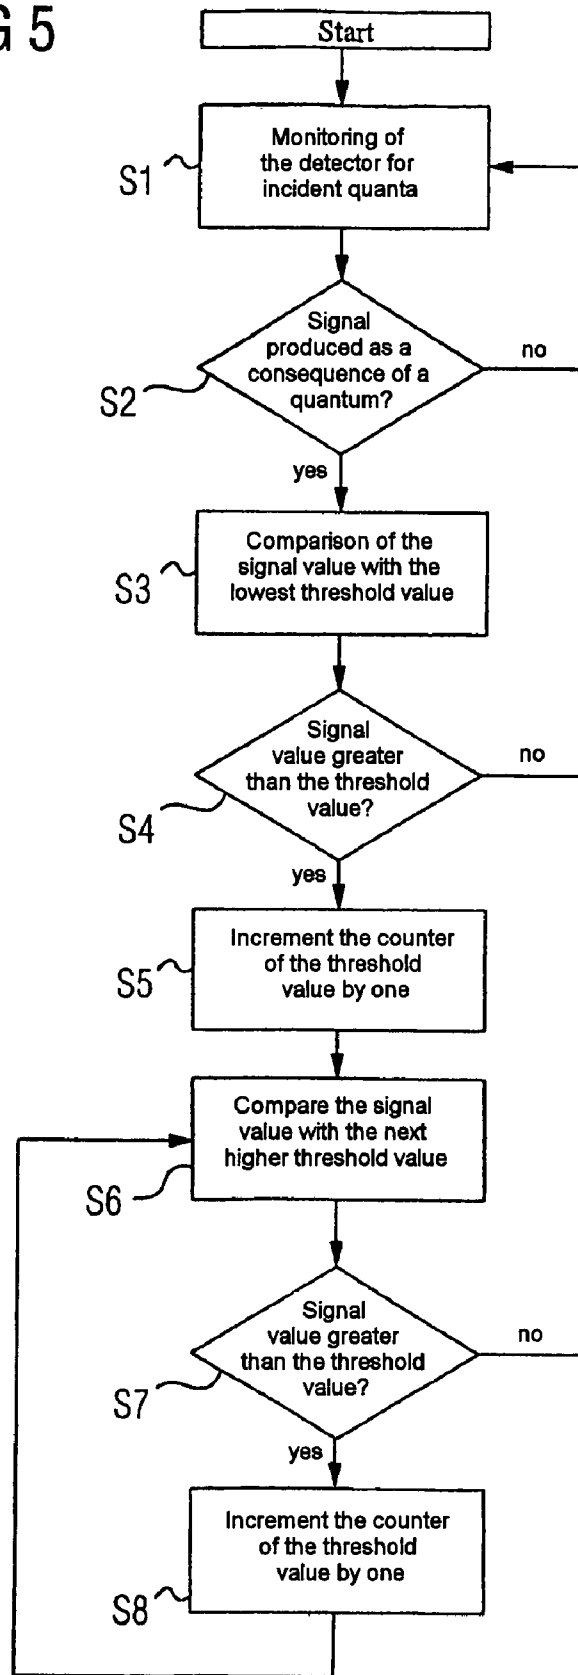 G 5
Start
Monitoring of
the detector for
incident quanta
S1
Signal
produced as a
consequence of a
quantum?
no
S2
yes
Comparison of the
signal value with the
lowest threshold value
S3
Signal
value greater
than the threshold
value?
no
S4
yes
Increment the counter
of the threshold
value by one
S5
Compare the signal
value with the next
higher threshold value
S6
Signal
value greater
than the threshold
value?
no
S7
yes
Increment the counter
of the threshold
value by one
S8